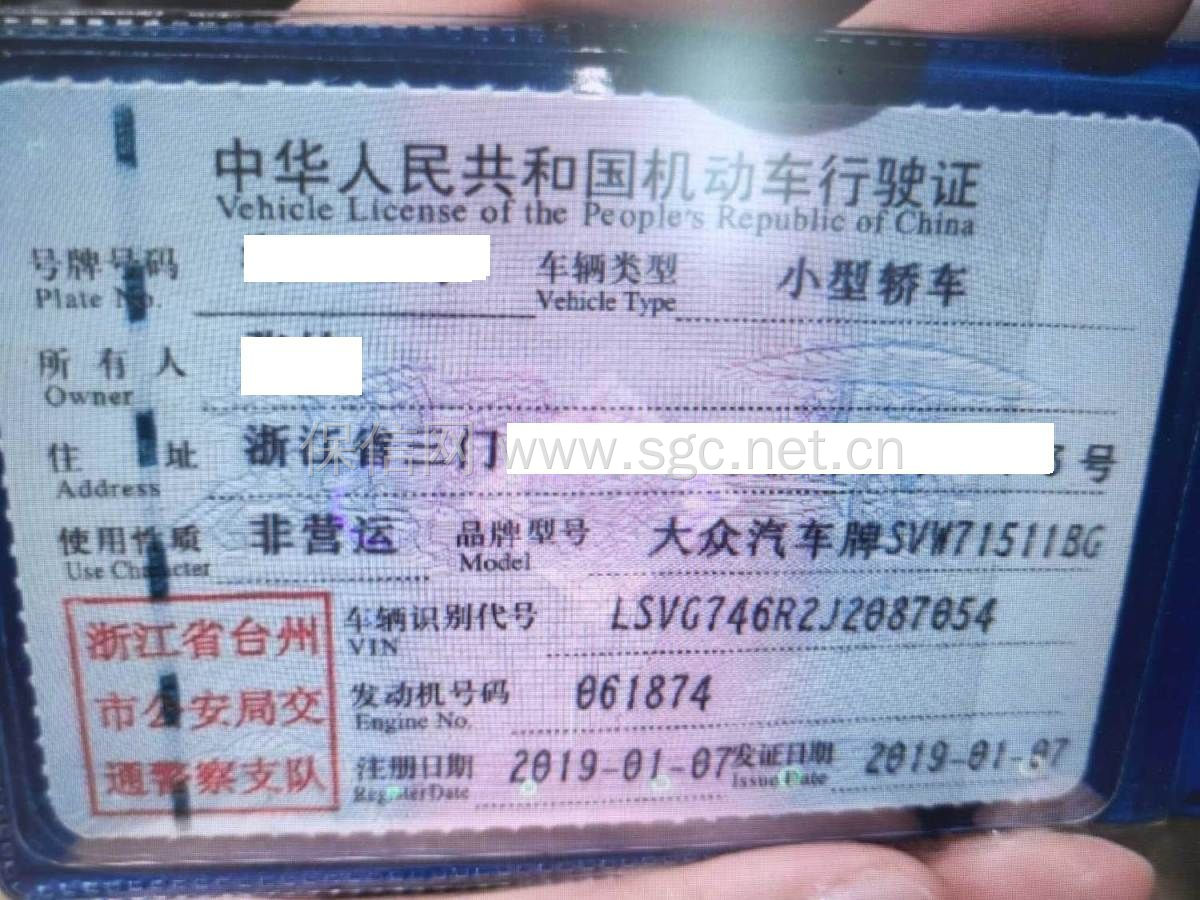 中华人民共和国机动车行驶证
Vehicle License of the People's Republic of China
号牌号码 车辆类型 小型轿车
Plate No. Vehicle Type
所有人
Owner
住址 浙江省三门 号
Address
保存网 www.sgc.net.cn
使用性质 非营运 品牌型号 大众汽车牌SVW71511BG
Use Character Model
浙江省台州
市公安局交
通警察支队
车辆识别代号 LSVG746R2J2087054
VIN
发动机号码 061874
Engine No.
注册日期 2019-01-07 发证日期 2019-01-07
Register Date Issue Date